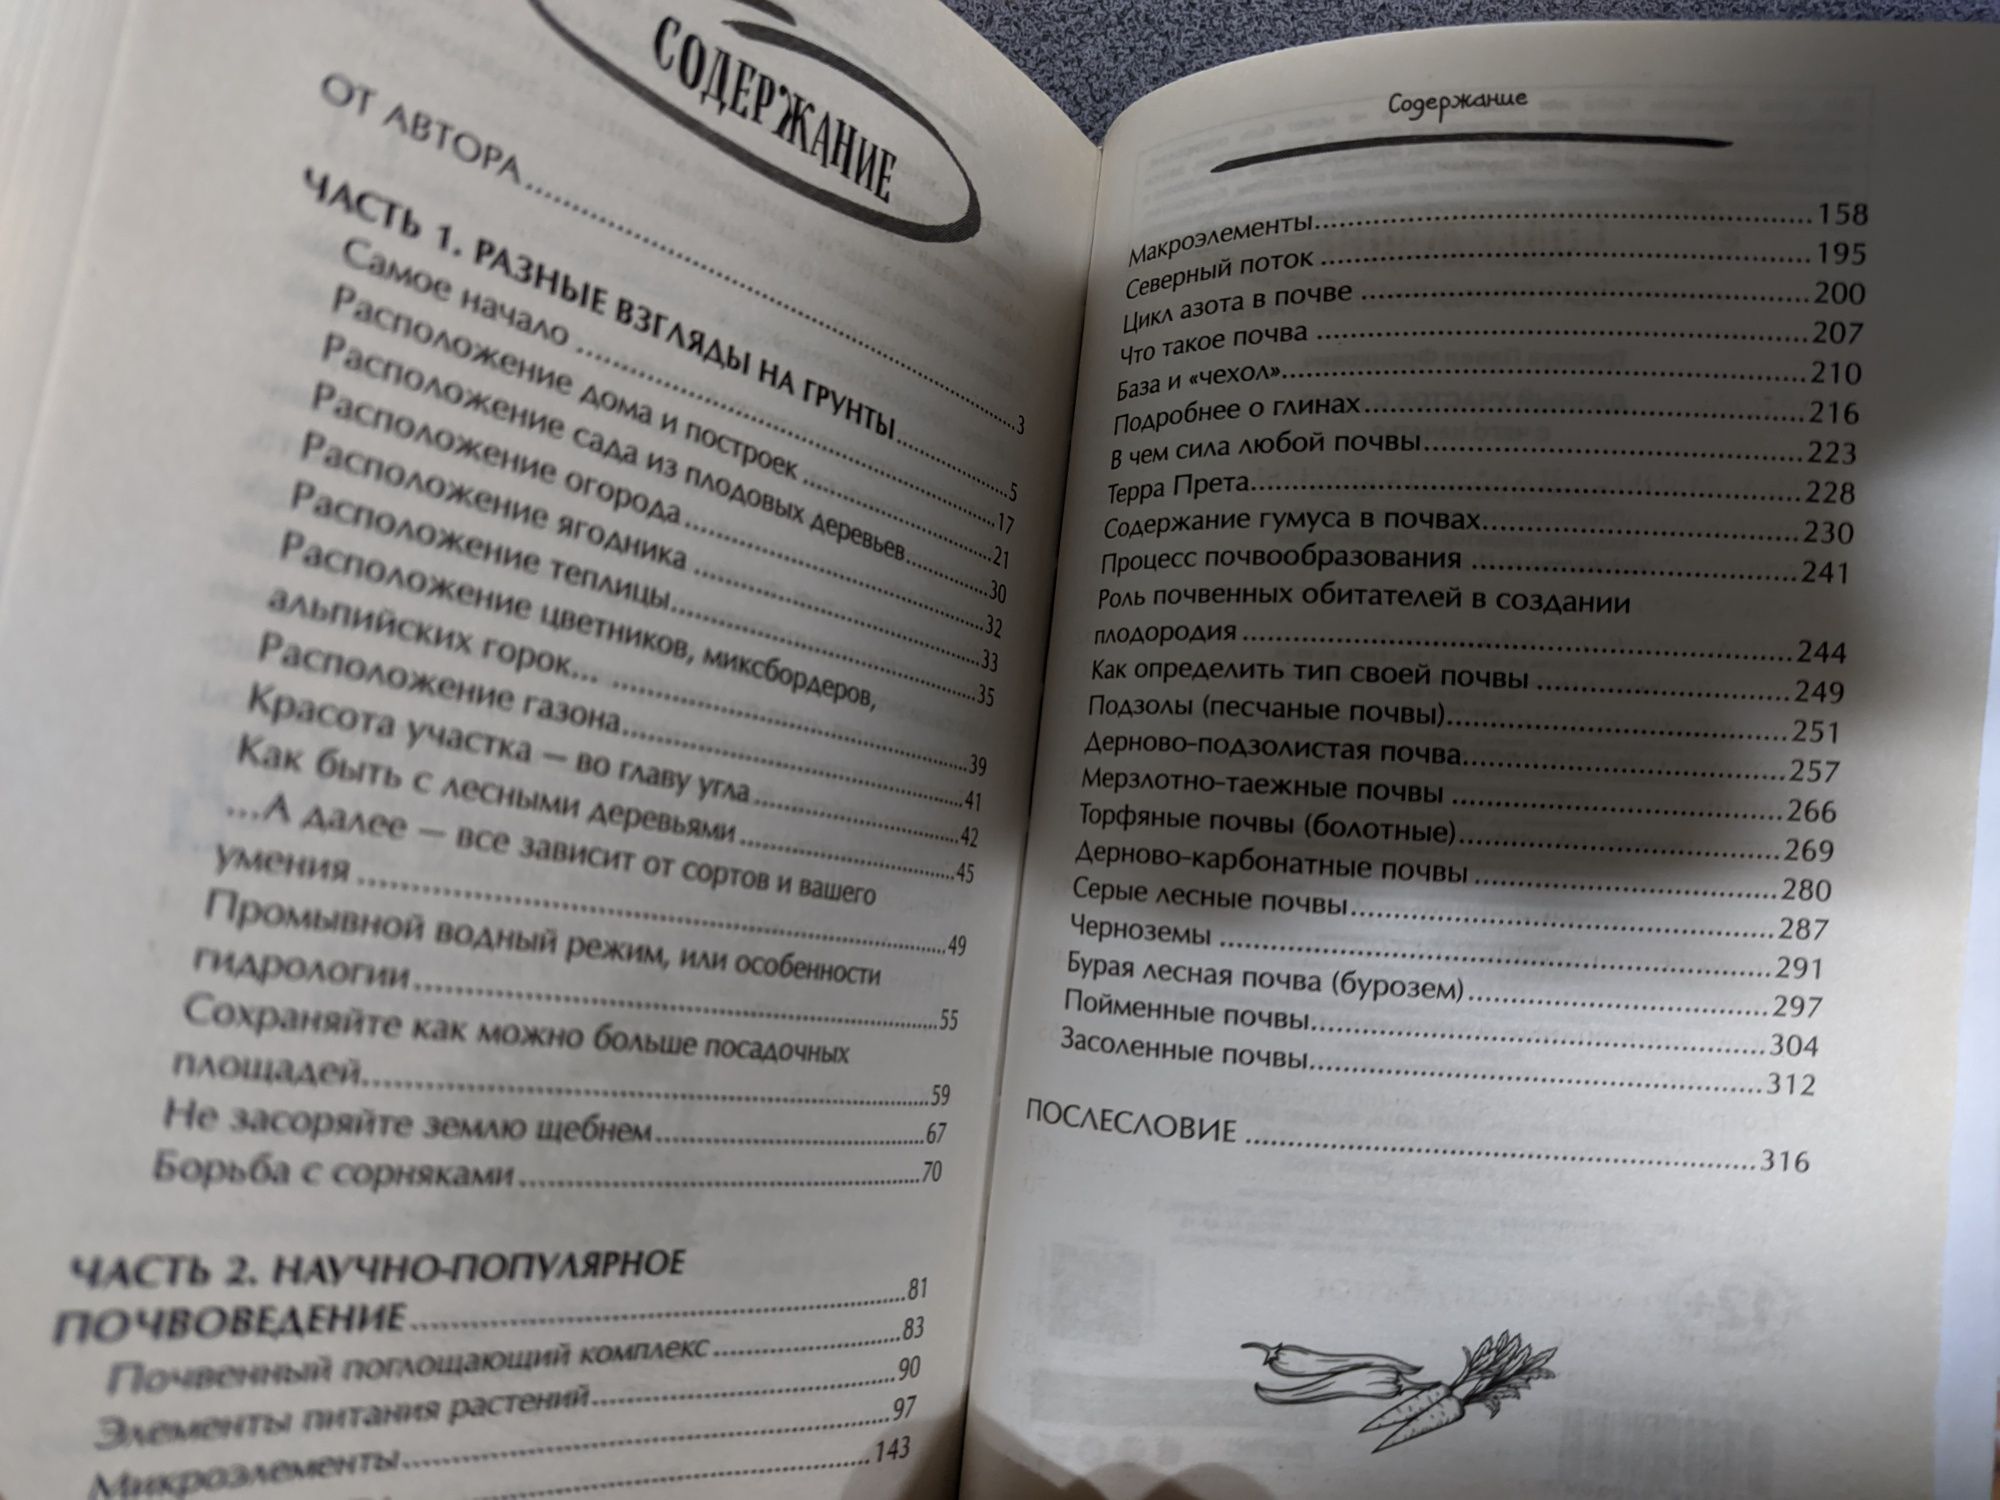 СОДЕРЖАНИЕ
ОТ АВТОРА ... 3
ЧАСТЬ 1. РАЗНЫЕ ВЗГЛЯДЫ НА ГРУНТЫ ... 5
Самое начало ... 17
Расположение дома и построек ... 21
Расположение сада из плодовых деревьев ... 30
Расположение огорода ... 32
Расположение ягодника ... 33
Расположение теплицы ... 35
Расположение цветников, миксбордеров,
альпийских горок... ... 39
Расположение газона ... 41
Красота участка — во главу угла ... 42
Как быть с лесными деревьями ... 45
...А далее — все зависит от сортов и вашего
умения ... 49
Промывной водный режим, или особенности
гидрологии ... 55
Сохраняйте как можно больше посадочных
площадей ... 59
Не засоряйте землю щебнем ... 67
Борьба с сорняками ... 70
ЧАСТЬ 2. НАУЧНО-ПОПУЛЯРНОЕ
ПОЧВОВЕДЕНИЕ ... 81
Почвенный поглощающий комплекс ... 83
Элементы питания растений ... 90
Микроэлементы ... 97
143
Содержание
Макроэлементы ... 158
Северный поток ... 195
Цикл азота в почве ... 200
Что такое почва ... 207
База и «чехол» ... 210
Подробнее о глинах ... 216
В чем сила любой почвы ... 223
Терра Прета ... 228
Содержание гумуса в почвах ... 230
Процесс почвообразования ... 241
Роль почвенных обитателей в создании
плодородия ... 244
Как определить тип своей почвы ... 249
Подзолы (песчаные почвы) ... 251
Дерново-подзолистая почва ... 257
Мерзлотно-таежные почвы ... 266
Торфяные почвы (болотные) ... 269
Дерново-карбонатные почвы ... 280
Серые лесные почвы ... 287
Черноземы ... 291
Бурая лесная почва (бурозем) ... 297
Пойменные почвы ... 304
Засоленные почвы ... 312
ПОСЛЕСЛОВИЕ ... 316